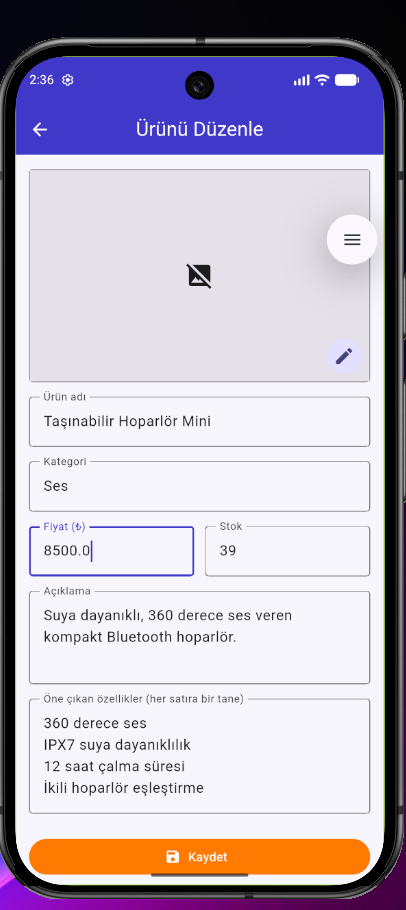 2:36
Ürünü Düzenle
Ürün adı
Taşınabilir Hoparlör Mini
Kategori
Ses
Fiyat (₺)
8500.0
Stok
39
Açıklama
Suya dayanıklı, 360 derece ses veren
kompakt Bluetooth hoparlör.
Öne çıkan özellikler (her satıra bir tane)
360 derece ses
IPX7 suya dayanıklılık
12 saat çalma süresi
İkili hoparlör eşleştirme
Kaydet